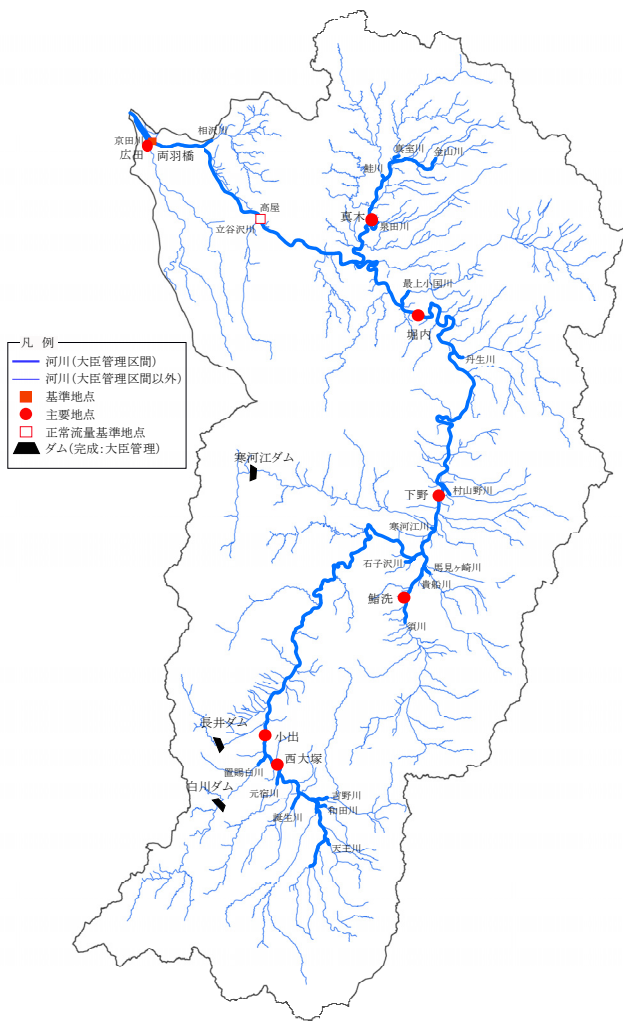 相沢川
京田川
広田
両羽橋
真室川
金山川
鮭川
高屋
立谷沢川
真木
泉田川
最上小国川
堀内
丹生川
凡 例
河川(大臣管理区間)
河川(大臣管理区間以外)
基準地点
主要地点
正常流量基準地点
ダム(完成:大臣管理)
寒河江ダム
下野
村山野川
寒河江川
石子沢川
馬見ヶ崎川
貴船川
鮨洗
須川
長井ダム
小出
西大塚
置賜白川
白川ダム
元宿川
吉野川
和田川
誕生川
天王川